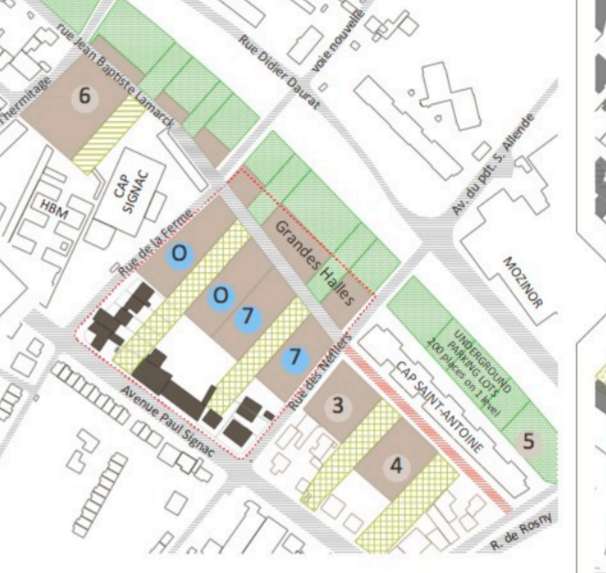 rue Jean Baptiste Lamarck
Rue Didier Daurat
voie nouvelle
6
HBM
CAP
SIGNAC
Av. du pdt. S. Allende
Rue de la Ferme
O
Grandes Halles
O
7
7
MOZINOR
UNDERGROUND
PARKING LOTS
200 places on 1 level
CAP SAINT-ANTOINE
Rue des Néfliers
3
4
5
Avenue Paul Signac
R. de Rosny